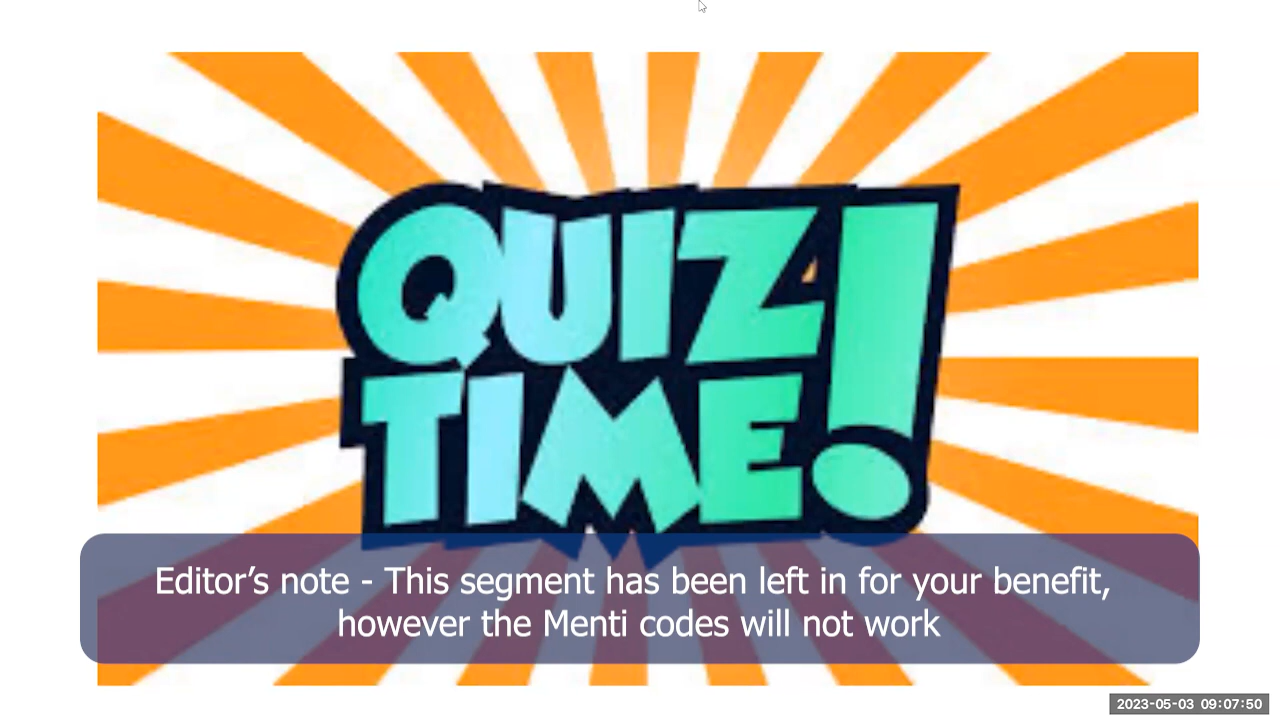 QUIZ!
TIME
Editor’s note - This segment has been left in for your benefit,
however the Menti codes will not work
2023-05-03 09:07:50